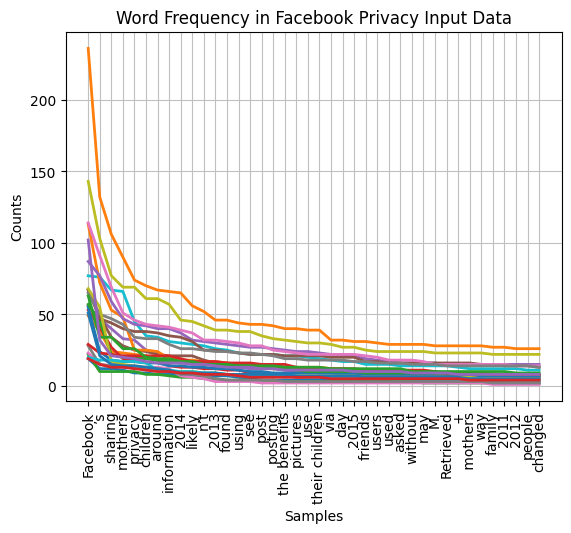 Word Frequency in Facebook Privacy Input Data
200
150
100
50
0
Counts
Facebook
's
sharing
mothers
privacy
children
around
information
2014
likely
n't
2013
found
using
see
post
posting
the benefits
pictures
use
their children
via
day
2015
friends
users
used
asked
without
may
M.
Retrieved
+
mothers
way
family
2011
2012
people
changed
Samples